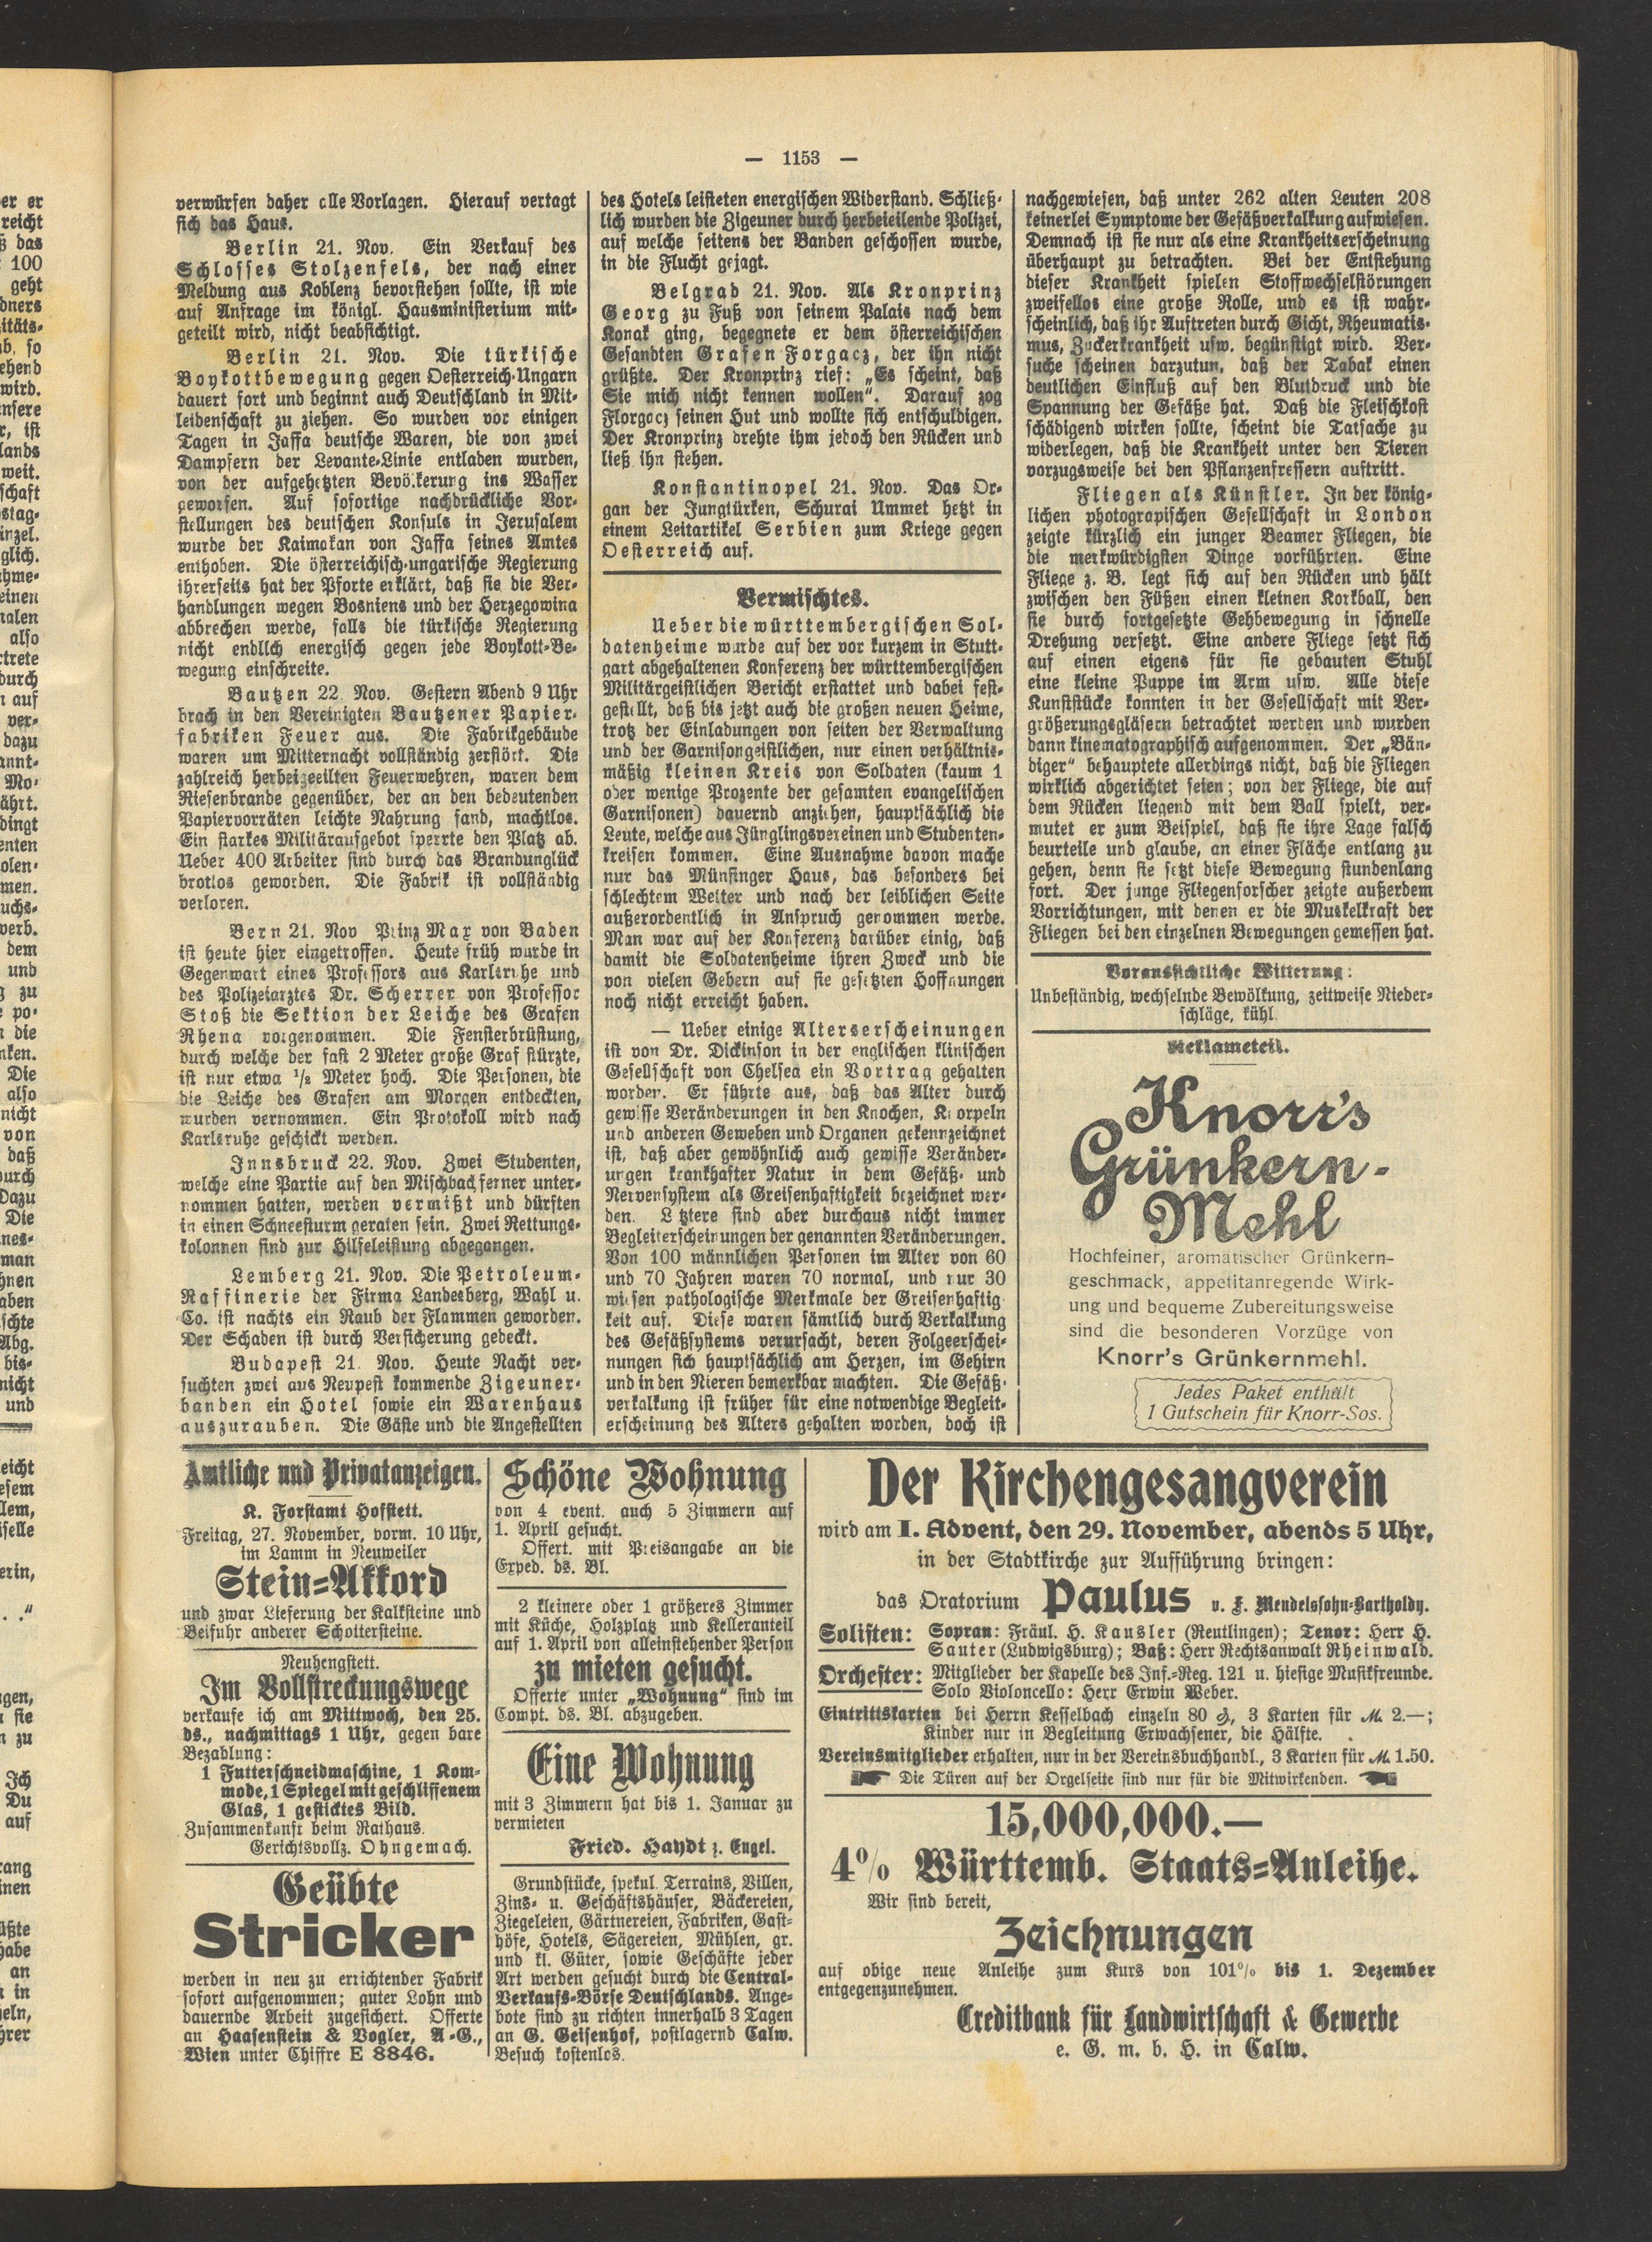 — 1153 —
verwürfen daher alle Vorlagen. Hierauf vertagt
sich das Haus.
Berlin 21. Nov. Ein Verkauf des
Schlosses Stolzenfels, der nach einer
Meldung aus Koblenz bevorstehen sollte, ist wie
auf Anfrage im königl. Hausministerium mit-
geteilt wird, nicht beabsichtigt.
Berlin 21. Nov. Die türkische
Boykottbewegung gegen Oesterreich-Ungarn
dauert fort und beginnt auch Deutschland in Mit-
leidenschaft zu ziehen. So wurden vor einigen
Tagen in Jaffa deutsche Waren, die von zwei
Dampfern der Levante-Linie entladen wurden,
von der aufgehetzten Bevölkerung ins Wasser
geworfen. Auf sofortige nachdrückliche Vor-
stellungen des deutschen Konsuls in Jerusalem
wurde der Kaimakan von Jaffa seines Amtes
enthoben. Die österreichisch-ungarische Regierung
ihrerseits hat der Pforte erklärt, daß sie die Ver-
handlungen wegen Bosniens und der Herzegowina
abbrechen werde, falls die türkische Regierung
nicht endlich energisch gegen jede Boykott-Be-
wegung einschreite.
Bautzen 22. Nov. Gestern Abend 9 Uhr
brach in den Vereinigten Bautzener Papier-
fabriken Feuer aus. Die Fabrikgebäude
waren um Mitternacht vollständig zerstört. Die
zahlreich herbeigeeilten Feuerwehren, waren dem
Riesenbrande gegenüber, der an den bedeutenden
Papiervorräten leichte Nahrung fand, machtlos.
Ein starkes Militäraufgebot sperrte den Platz ab.
Ueber 400 Arbeiter sind durch das Brandunglück
brotlos geworden. Die Fabrik ist vollständig
verloren.
Bern 21. Nov Prinz Max von Baden
ist heute hier eingetroffen. Heute früh wurde in
Gegenwart eines Professors aus Karlsruhe und
des Polizeiarztes Dr. Scherrer von Professor
Stoß die Sektion der Leiche des Grafen
Rhena vorgenommen. Die Fensterbrüstung,
durch welche der fast 2 Meter große Graf stürzte,
ist nur etwa 1/2 Meter hoch. Die Personen, die
die Leiche des Grafen am Morgen entdeckten,
wurden vernommen. Ein Protokoll wird nach
Karlsruhe geschickt werden.
Innsbruck 22. Nov. Zwei Studenten,
welche eine Partie auf den Mischbachferner unter-
nommen hatten, werden vermißt und dürften
in einen Schneesturm geraten sein. Zwei Rettungs-
kolonnen sind zur Hilfeleistung abgegangen.
Lemberg 21. Nov. Die Petroleum-
Raffinerie der Firma Landesberg, Wahl u.
Co. ist nachts ein Raub der Flammen geworden.
Der Schaden ist durch Versicherung gedeckt.
Budapest 21. Nov. Heute Nacht ver-
suchten zwei aus Neupest kommende Zigeuner-
banden ein Hotel sowie ein Warenhaus
auszurauben. Die Gäste und die Angestellten
des Hotels leisteten energischen Widerstand. Schließ-
lich wurden die Zigeuner durch herbeieilende Polizei,
auf welche seitens der Banden geschossen wurde,
in die Flucht gejagt.
Belgrad 21. Nov. Als Kronprinz
Georg zu Fuß von seinem Palais nach dem
Konak ging, begegnete er dem österreichischen
Gesandten Grafen Forgacz, der ihn nicht
grüßte. Der Kronprinz rief: „Es scheint, daß
Sie mich nicht kennen wollen“. Darauf zog
Florgacz seinen Hut und wollte sich entschuldigen.
Der Kronprinz drehte ihm jedoch den Rücken und
ließ ihn stehen.
Konstantinopel 21. Nov. Das Or-
gan der Jungtürken, Schurai Ummet hetzt in
einem Leitartikel Serbien zum Kriege gegen
Oesterreich auf.
Vermischtes.
Ueber die württembergischen Sol-
datenheime wurde auf der vor kurzem in Stutt-
gart abgehaltenen Konferenz der württembergischen
Militärgeistlichen Bericht erstattet und dabei fest-
gestellt, daß bis jetzt auch die großen neuen Heime,
trotz der Einladungen von seiten der Verwaltung
und der Garnisongeistlichen, nur einen verhältnis-
mäßig kleinen Kreis von Soldaten (kaum 1
oder wenige Prozente der gesamten evangelischen
Garnisonen) dauernd anziehen, hauptsächlich die
Leute, welche aus Jünglingsvereinen und Studenten-
kreisen kommen. Eine Ausnahme davon mache
nur das Münsinger Haus, das besonders bei
schlechtem Wetter und nach der leiblichen Seite
außerordentlich in Anspruch genommen werde.
Man war auf der Konferenz darüber einig, daß
damit die Soldatenheime ihren Zweck und die
von vielen Gebern auf sie gesetzten Hoffnungen
noch nicht erreicht haben.
— Ueber einige Alterserscheinungen
ist von Dr. Dickinson in der englischen klinischen
Gesellschaft von Chelsea ein Vortrag gehalten
worden. Er führte aus, daß das Alter durch
gewisse Veränderungen in den Knochen, Knorpeln
und anderen Geweben und Organen gekennzeichnet
ist, daß aber gewöhnlich auch gewisse Veränder-
ungen krankhafter Natur in dem Gefäß- und
Nervensystem als Greisenhaftigkeit bezeichnet wer-
den. Letztere sind aber durchaus nicht immer
Begleiterscheinungen der genannten Veränderungen.
Von 100 männlichen Personen im Alter von 60
und 70 Jahren waren 70 normal, und nur 30
wiesen pathologische Merkmale der Greisenhaftig
keit auf. Diese waren sämtlich durch Verkalkung
des Gefäßsystems verursacht, deren Folgeerschei-
nungen sich hauptsächlich am Herzen, im Gehirn
und in den Nieren bemerkbar machten. Die Gefäß-
verkalkung ist früher für eine notwendige Begleit-
erscheinung des Alters gehalten worden, doch ist
nachgewiesen, daß unter 262 alten Leuten 208
keinerlei Symptome der Gefäßverkalkung aufwiesen.
Demnach ist sie nur als eine Krankheitserscheinung
überhaupt zu betrachten. Bei der Entstehung
dieser Krankheit spielen Stoffwechselstörungen
zweifellos eine große Rolle, und es ist wahr-
scheinlich, daß ihr Auftreten durch Gicht, Rheumatis-
mus, Zuckerkrankheit usw. begünstigt wird. Ver-
suche scheinen darzutun, daß der Tabak einen
deutlichen Einfluß auf den Blutdruck und die
Spannung der Gefäße hat. Daß die Fleischkost
schädigend wirken sollte, scheint die Tatsache zu
widerlegen, daß die Krankheit unter den Tieren
vorzugsweise bei den Pflanzenfressern auftritt.
Fliegen als Künstler. In der könig-
lichen photograpischen Gesellschaft in London
zeigte kürzlich ein junger Beamer Fliegen, die
die merkwürdigsten Dinge vorführten. Eine
Fliege z. B. legt sich auf den Rücken und hält
zwischen den Füßen einen kleinen Korkball, den
sie durch fortgesetzte Gehbewegung in schnelle
Drehung versetzt. Eine andere Fliege setzt sich
auf einen eigens für sie gebauten Stuhl
eine kleine Puppe im Arm usw. Alle diese
Kunststücke konnten in der Gesellschaft mit Ver-
größerungsgläsern betrachtet werden und wurden
dann kinematographisch aufgenommen. Der „Bän-
diger“ behauptete allerdings nicht, daß die Fliegen
wirklich abgerichtet seien; von der Fliege, die auf
dem Rücken liegend mit dem Ball spielt, ver-
mutet er zum Beispiel, daß sie ihre Lage falsch
beurteile und glaube, an einer Fläche entlang zu
gehen, denn sie setzt diese Bewegung stundenlang
fort. Der junge Fliegenforscher zeigte außerdem
Vorrichtungen, mit denen er die Muskelkraft der
Fliegen bei den einzelnen Bewegungen gemessen hat.
Voraussichtliche Witterung:
Unbeständig, wechselnde Bewölkung, zeitweise Nieder-
schläge, kühl
Reklameteil.
Knorr's
Grünkern-
Mehl
Hochfeiner, aromatischer Grünkern-
geschmack, appetitanregende Wirk-
ung und bequeme Zubereitungsweise
sind die besonderen Vorzüge von
Knorr's Grünkernmehl.
Jedes Paket enthält
1 Gutschein für Knorr-Sos.
Amtliche und Privatanzeigen.
K. Forstamt Hofstett.
Freitag, 27. November, vorm. 10 Uhr,
im Lamm in Neuweiler
Stein-Akkord
und zwar Lieferung der Kalksteine und
Beifuhr anderer Schottersteine.
Neuhengstett.
Im Vollstreckungswege
verkaufe ich am Mittwoch, den 25.
ds., nachmittags 1 Uhr, gegen bare
Bezahlung:
1 Futterschneidmaschine, 1 Kom-
mode, 1 Spiegel mit geschliffenem
Glas, 1 gesticktes Bild.
Zusammenkunft beim Rathaus.
Gerichtsvollz. Ohngemach.
Geübte
Stricker
werden in neu zu errichtender Fabrik
sofort aufgenommen; guter Lohn und
dauernde Arbeit zugesichert. Offerte
an Haasenstein & Vogler, A.-G.,
Wien unter Chiffre E 8846.
Schöne Wohnung
von 4 event. auch 5 Zimmern auf
1. April gesucht.
Offert. mit Preisangabe an die
Exped. ds. Bl.
2 kleinere oder 1 größeres Zimmer
mit Küche, Holzplatz und Kelleranteil
auf 1. April von alleinstehender Person
zu mieten gesucht.
Offerte unter „Wohnung“ sind im
Compt. ds. Bl. abzugeben.
Eine Wohnung
mit 3 Zimmern hat bis 1. Januar zu
vermieten
Fried. Haydt z. Engel.
Grundstücke, spekul. Terrains, Villen,
Zins- u. Geschäftshäuser, Bäckereien,
Ziegeleien, Gärtnereien, Fabriken, Gast-
höfe, Hotels, Sägereien, Mühlen, gr.
und kl. Güter, sowie Geschäfte jeder
Art werden gesucht durch die Central-
Verkaufs-Börse Deutschlands. Ange-
bote sind zu richten innerhalb 3 Tagen
an G. Geisenhof, postlagernd Calw.
Besuch kostenlos.
Der Kirchengesangverein
wird am I. Advent, den 29. November, abends 5 Uhr,
in der Stadtkirche zur Aufführung bringen:
das Oratorium Paulus v. F. Mendelssohn-Bartholdy.
Solisten: Sopran: Fräul. H. Kausler (Reutlingen); Tenor: Herr H.
Sauter (Ludwigsburg); Baß: Herr Rechtsanwalt Rheinwald.
Orchester: Mitglieder der Kapelle des Inf.-Reg. 121 u. hiesige Musikfreunde.
Solo Violoncello: Herr Erwin Weber.
Eintrittskarten bei Herrn Kesselbach einzeln 80 ₰, 3 Karten für M. 2.—;
Kinder nur in Begleitung Erwachsener, die Hälfte.
Vereinsmitglieder erhalten, nur in der Vereinsbuchhandl., 3 Karten für M. 1.50.
Die Türen auf der Orgelseite sind nur für die Mitwirkenden.
15,000,000.—
4% Württemb. Staats-Anleihe.
Wir sind bereit,
Zeichnungen
auf obige neue Anleihe zum Kurs von 101% bis 1. Dezember
entgegenzunehmen.
Creditbank für Landwirtschaft & Gewerbe
e. G. m. b. H. in Calw.